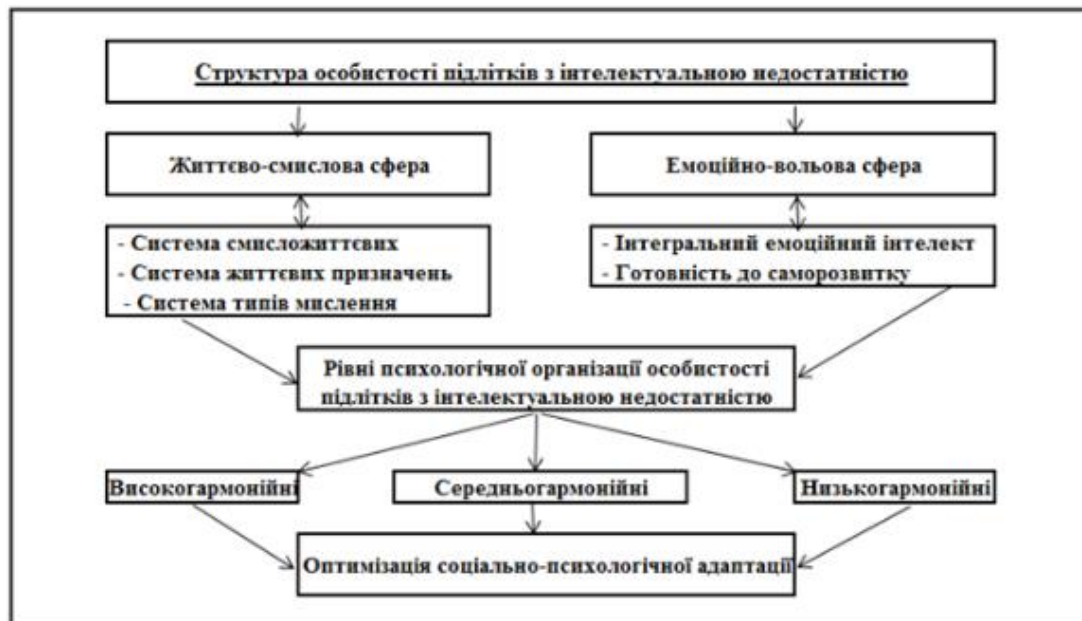 Структура особистості підлітків з інтелектуальною недостатністю
Життєво-смислова сфера
Емоційно-вольова сфера
- Система смисложиттєвих
- Система життєвих призначень
- Система типів мислення
- Інтегральний емоційний інтелект
- Готовність до саморозвитку
Рівні психологічної організації особистості
підлітків з інтелектуальною недостатністю
Високогармонійні
Середньогармонійні
Низькогармонійні
Оптимізація соціально-психологічної адаптації